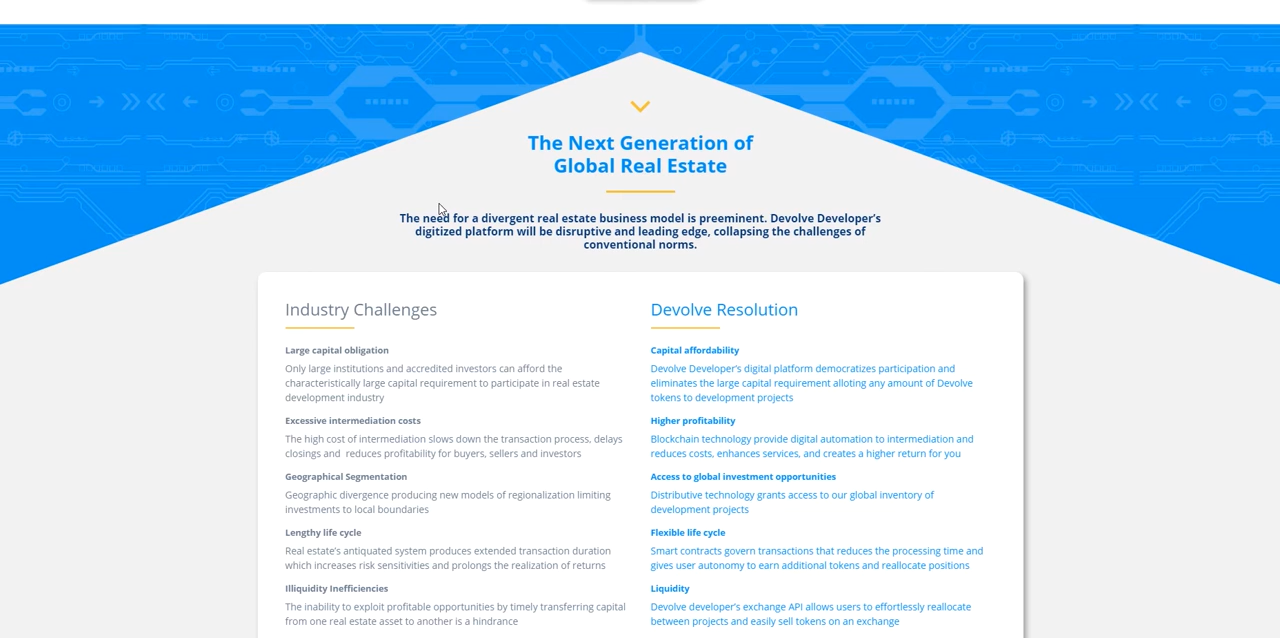 The Next Generation of
Global Real Estate
The need for a divergent real estate business model is preeminent. Devolve Developer's
digitized platform will be disruptive and leading edge, collapsing the challenges of
conventional norms.
Industry Challenges
Large capital obligation
Only large institutions and accredited investors can afford the
characteristically large capital requirement to participate in real estate
development industry
Excessive intermediation costs
The high cost of intermediation slows down the transaction process, delays
closings and  reduces profitability for buyers, sellers and investors
Geographical Segmentation
Geographic divergence producing new models of regionalization limiting
investments to local boundaries
Lengthy life cycle
Real estate's antiquated system produces extended transaction duration
which increases risk sensitivities and prolongs the realization of returns
Illiquidity Inefficiencies
The inability to exploit profitable opportunities by timely transferring capital
from one real estate asset to another is a hindrance
Devolve Resolution
Capital affordability
Devolve Developer's digital platform democratizes participation and
eliminates the large capital requirement alloting any amount of Devolve
tokens to development projects
Higher profitability
Blockchain technology provide digital automation to intermediation and
reduces costs, enhances services, and creates a higher return for you
Access to global investment opportunities
Distributive technology grants access to our global inventory of
development projects
Flexible life cycle
Smart contracts govern transactions that reduces the processing time and
gives user autonomy to earn additional tokens and reallocate positions
Liquidity
Devolve developer's exchange API allows users to effortlessly reallocate
between projects and easily sell tokens on an exchange